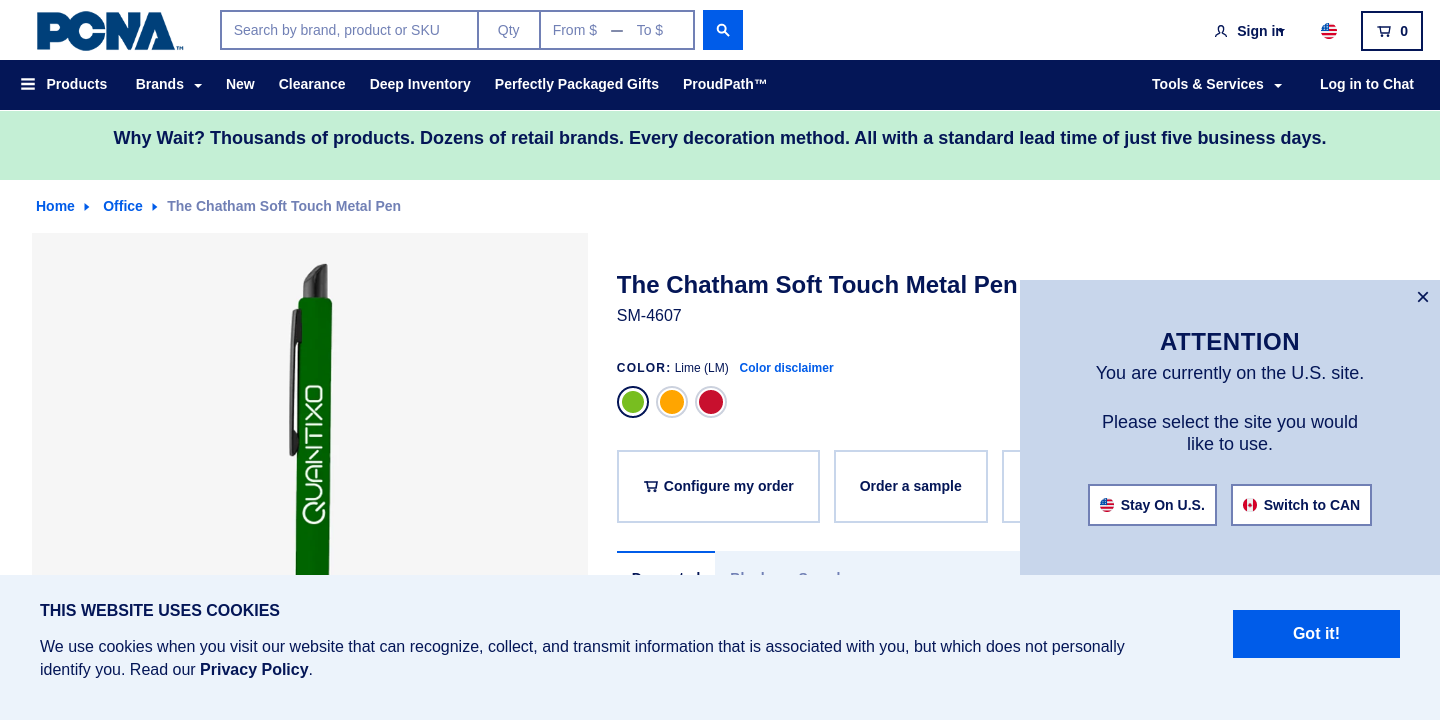 PCNA™
Search by brand, product or SKU
Qty
From $ — To $
Sign in
0
Products
Brands
New
Clearance
Deep Inventory
Perfectly Packaged Gifts
ProudPath™
Tools & Services
Log in to Chat
Why Wait? Thousands of products. Dozens of retail brands. Every decoration method. All with a standard lead time of just five business days.
Home
Office
The Chatham Soft Touch Metal Pen
QUANTIXO
The Chatham Soft Touch Metal Pen
SM-4607
COLOR: Lime (LM) Color disclaimer
Configure my order
Order a sample
×
ATTENTION
You are currently on the U.S. site.
Please select the site you would
like to use.
Stay On U.S.
Switch to CAN
THIS WEBSITE USES COOKIES
We use cookies when you visit our website that can recognize, collect, and transmit information that is associated with you, but which does not personally
identify you. Read our Privacy Policy.
Got it!